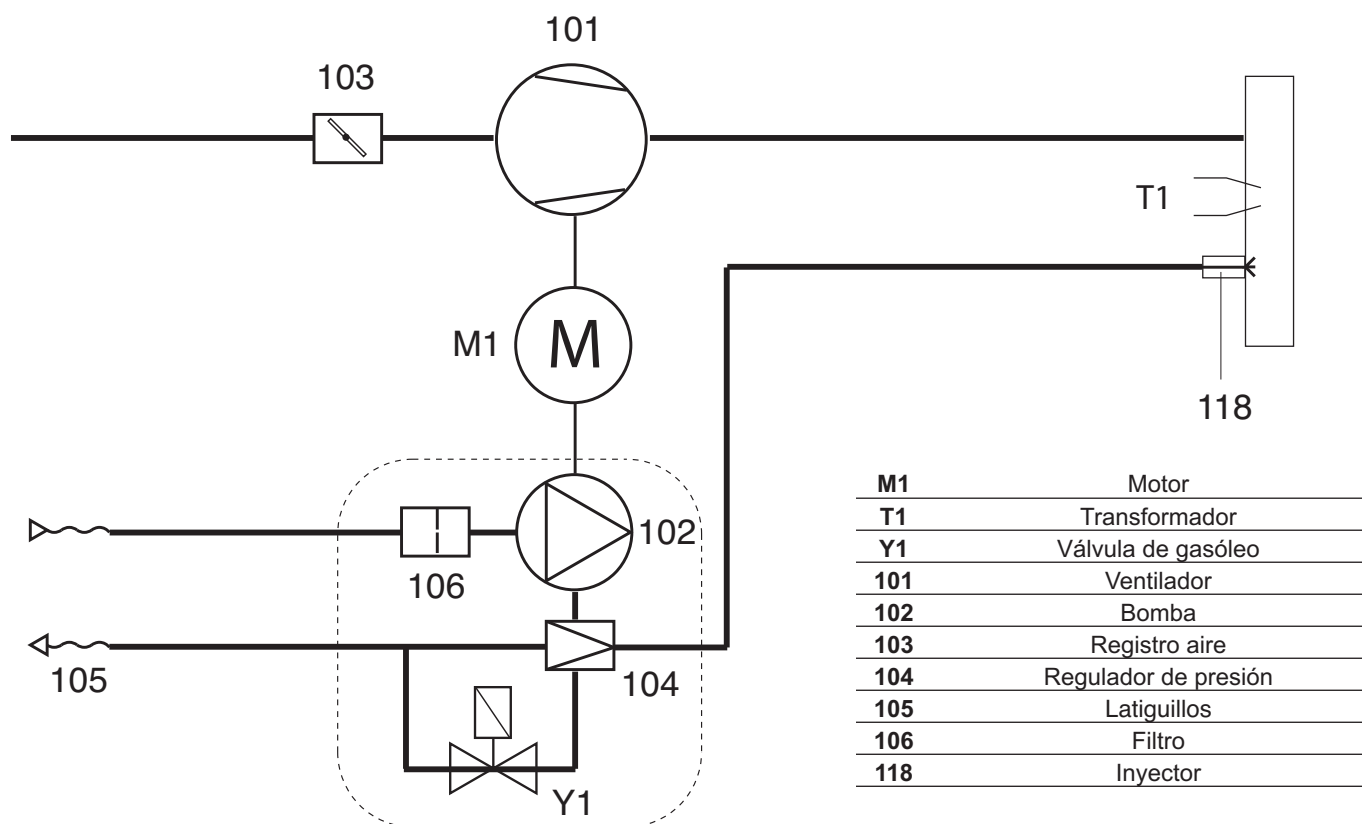 101
103
T1
M1
M
118
102
106
105
104
Y1
M1 Motor
T1 Transformador
Y1 Válvula de gasóleo
101 Ventilador
102 Bomba
103 Registro aire
104 Regulador de presión
105 Latiguillos
106 Filtro
118 Inyector